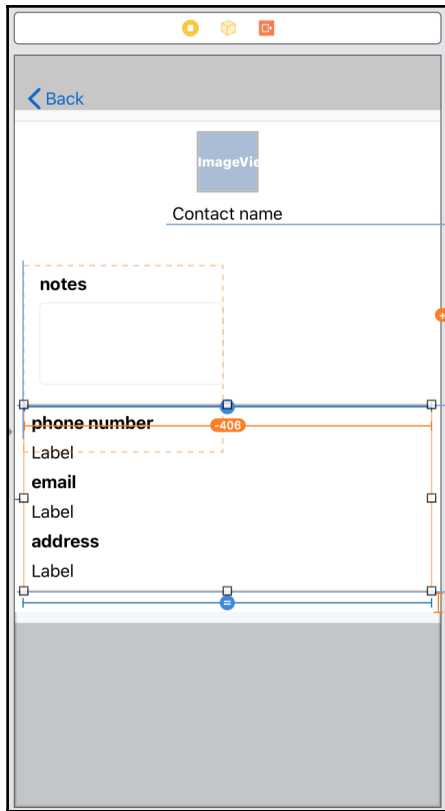 Back
ImageVie
Contact name
notes
phone number
-406
Label
email
Label
address
Label
=